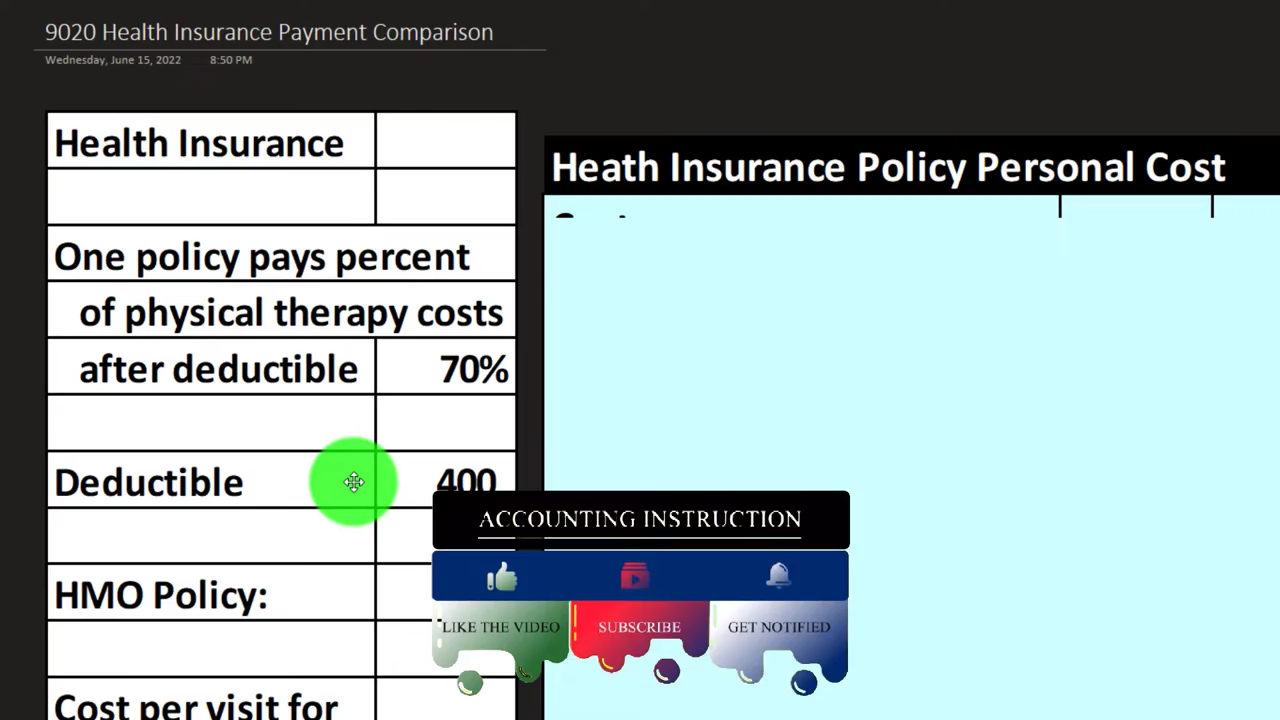 9020 Health Insurance Payment Comparison
Wednesday, June 15, 2022 8:50 PM
Health Insurance
One policy pays percent
of physical therapy costs
after deductible 70%
Deductible 400
HMO Policy:
Cost per visit for
Heath Insurance Policy Personal Cost
ACCOUNTING INSTRUCTION
LIKE THE VIDEO
SUBSCRIBE
GET NOTIFIED